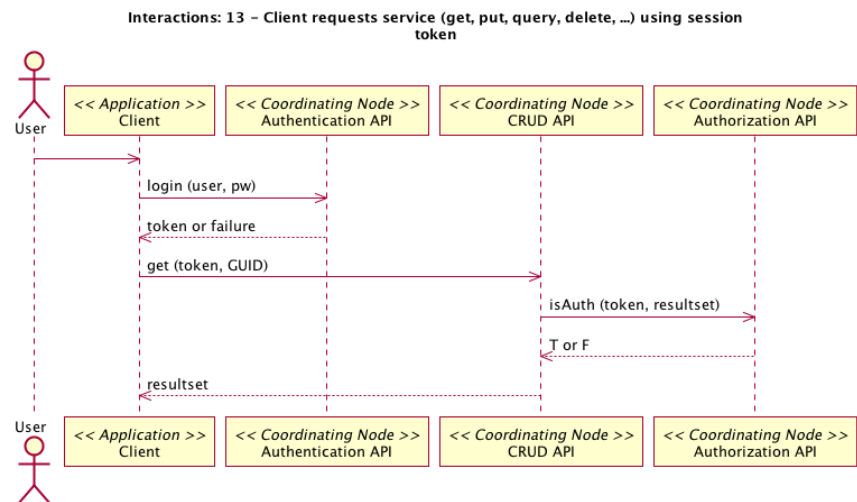 Interactions: 13 – Client requests service (get, put, query, delete, ...) using session
token
User
<< Application >>
Client
<< Coordinating Node >>
Authentication API
<< Coordinating Node >>
CRUD API
<< Coordinating Node >>
Authorization API
login (user, pw)
token or failure
get (token, GUID)
isAuth (token, resultset)
T or F
resultset
User
<< Application >>
Client
<< Coordinating Node >>
Authentication API
<< Coordinating Node >>
CRUD API
<< Coordinating Node >>
Authorization API